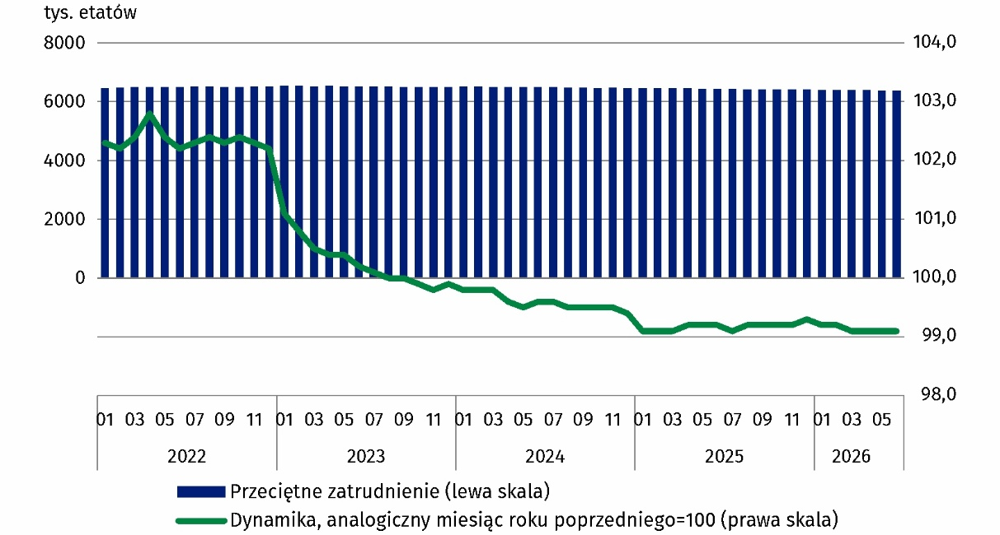 tys. etatów
8000 104,0
6000 103,0
4000 102,0
2000 101,0
0 100,0
99,0
98,0
01 03 05 07 09 11 01 03 05 07 09 11 01 03 05 07 09 11 01 03 05 07 09 11 01 03 05
2022 2023 2024 2025 2026
Przeciętne zatrudnienie (lewa skala)
Dynamika, analogiczny miesiąc roku poprzedniego=100 (prawa skala)